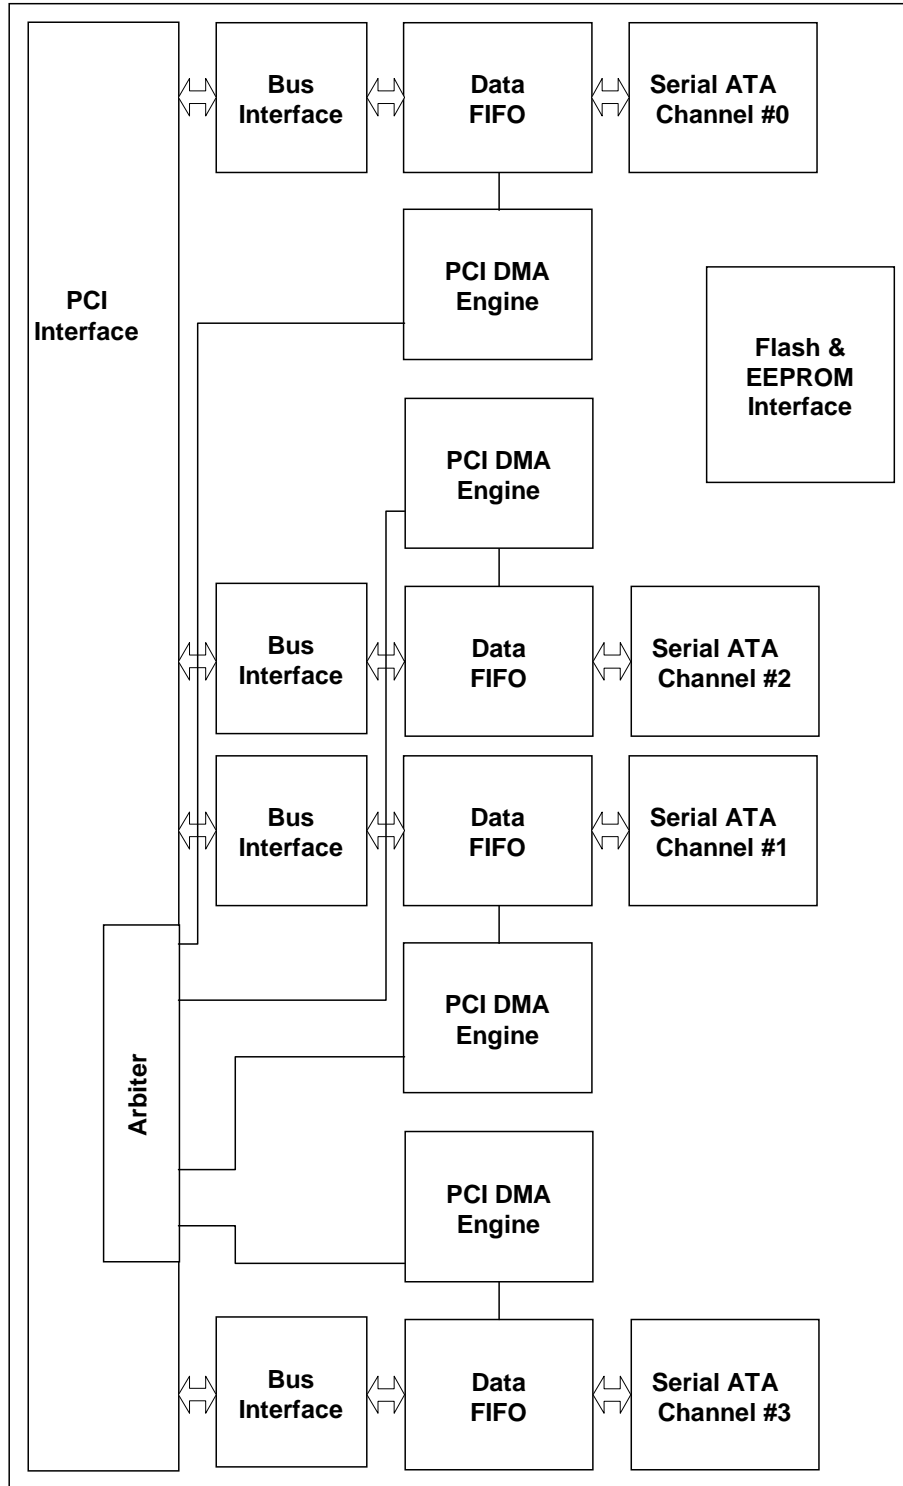 Bus
Interface
Data
FIFO
Serial ATA
Channel #0
PCI
Interface
PCI DMA
Engine
Flash &
EEPROM
Interface
PCI DMA
Engine
Bus
Interface
Data
FIFO
Serial ATA
Channel #2
Bus
Interface
Data
FIFO
Serial ATA
Channel #1
Arbiter
PCI DMA
Engine
PCI DMA
Engine
Bus
Interface
Data
FIFO
Serial ATA
Channel #3